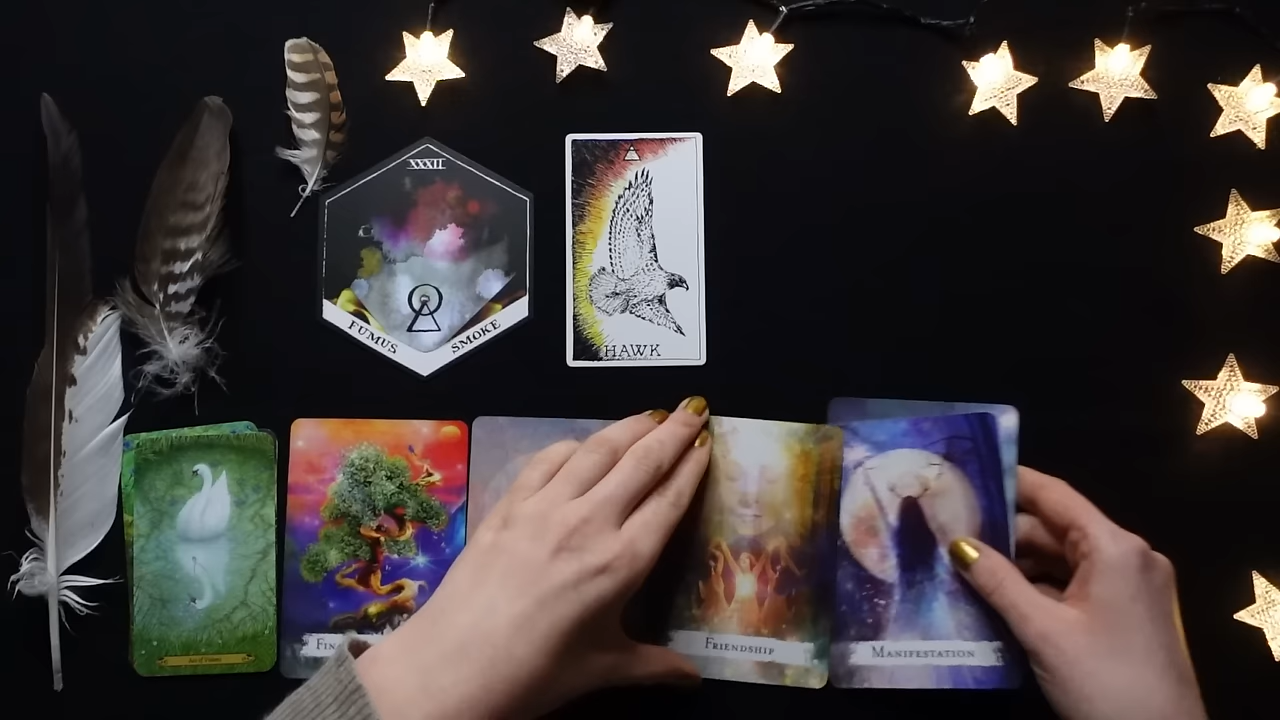 XXXII
FUMUS SMOKE
HAWK
FRIENDSHIP
MANIFESTATION